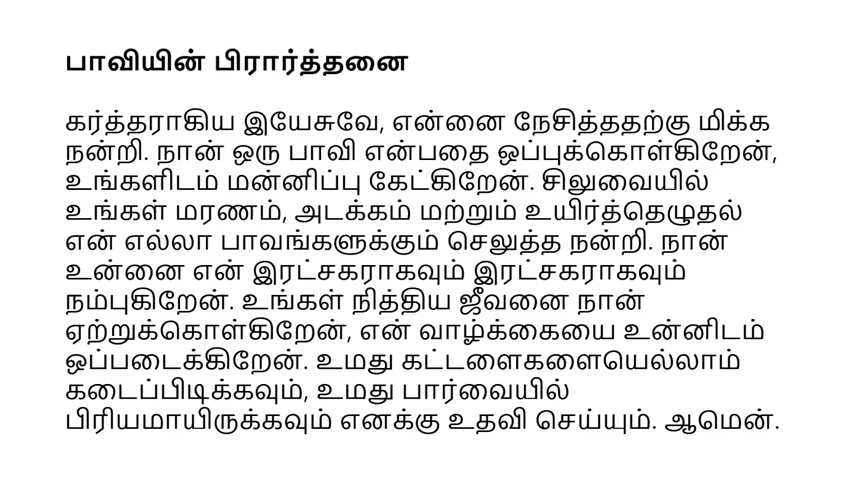 பாவியின் பிரார்த்தனை
கர்த்தராகிய இயேசுவே, என்னை நேசித்ததற்கு மிக்க
நன்றி. நான் ஒரு பாவி என்பதை ஒப்புக்கொள்கிறேன்,
உங்களிடம் மன்னிப்பு கேட்கிறேன். சிலுவையில்
உங்கள் மரணம், அடக்கம் மற்றும் உயிர்த்தெழுதல்
என் எல்லா பாவங்களுக்கும் செலுத்த நன்றி. நான்
உன்னை என் இரட்சகராகவும் இரட்சகராகவும்
நம்புகிறேன். உங்கள் நித்திய ஜீவனை நான்
ஏற்றுக்கொள்கிறேன், என் வாழ்க்கையை உன்னிடம்
ஒப்படைக்கிறேன். உமது கட்டளைகளையெல்லாம்
கடைப்பிடிக்கவும், உமது பார்வையில்
பிரியமாயிருக்கவும் எனக்கு உதவி செய்யும். ஆமென்.